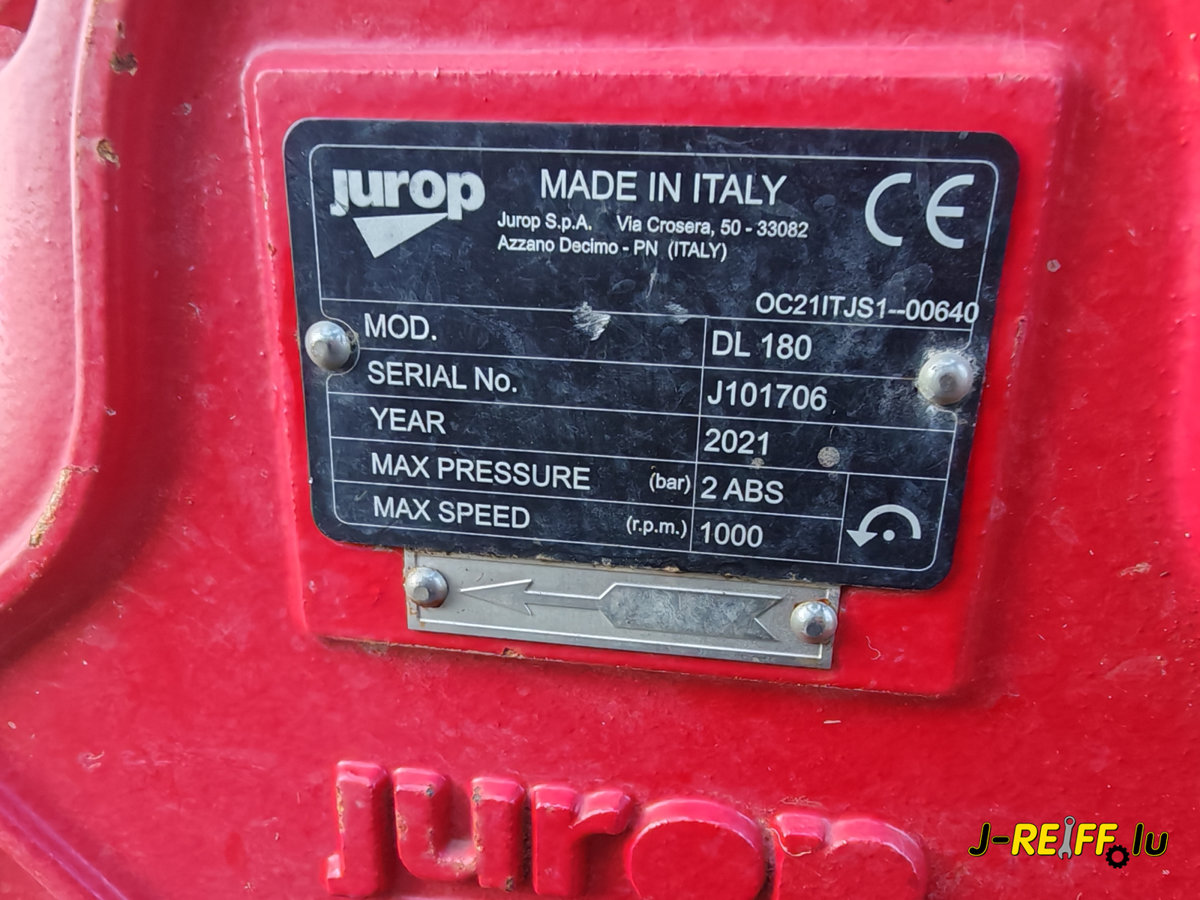 jurop
MADE IN ITALY
Jurop S.p.A. Via Crosera, 50 - 33082
Azzano Decimo - PN (ITALY)
CE
OC21ITJS1--00640
MOD. DL 180
SERIAL No. J101706
YEAR 2021
MAX PRESSURE (bar) 2 ABS
MAX SPEED (r.p.m.) 1000
Jurop
J-REIFF.lu